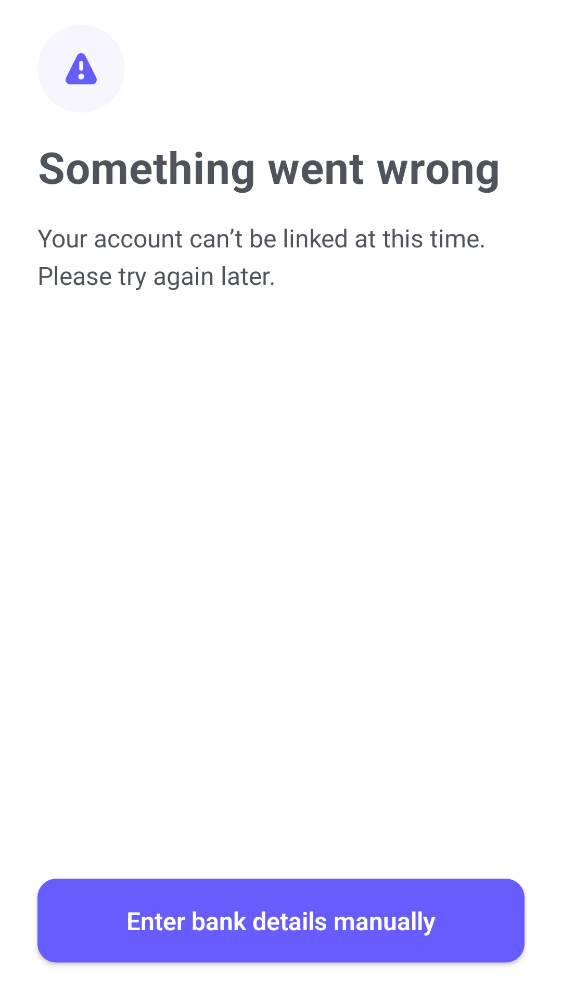 Something went wrong
Your account can’t be linked at this time.
Please try again later.
Enter bank details manually